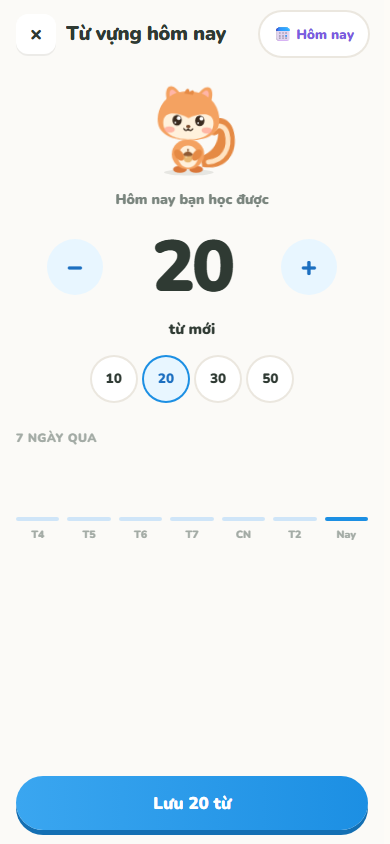 Từ vựng hôm nay
Hôm nay
Hôm nay bạn học được
20
từ mới
10 20 30 50
7 NGÀY QUA
T4 T5 T6 T7 CN T2 Nay
Lưu 20 từ